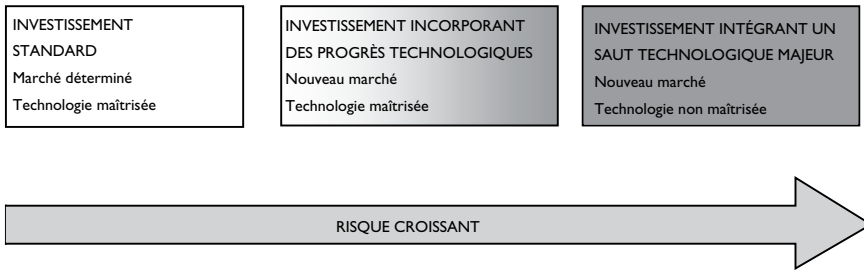 INVESTISSEMENT
STANDARD
Marché déterminé
Technologie maîtrisée
INVESTISSEMENT INCORPORANT
DES PROGRÈS TECHNOLOGIQUES
Nouveau marché
Technologie maîtrisée
INVESTISSEMENT INTÉGRANT UN
SAUT TECHNOLOGIQUE MAJEUR
Nouveau marché
Technologie non maîtrisée
RISQUE CROISSANT